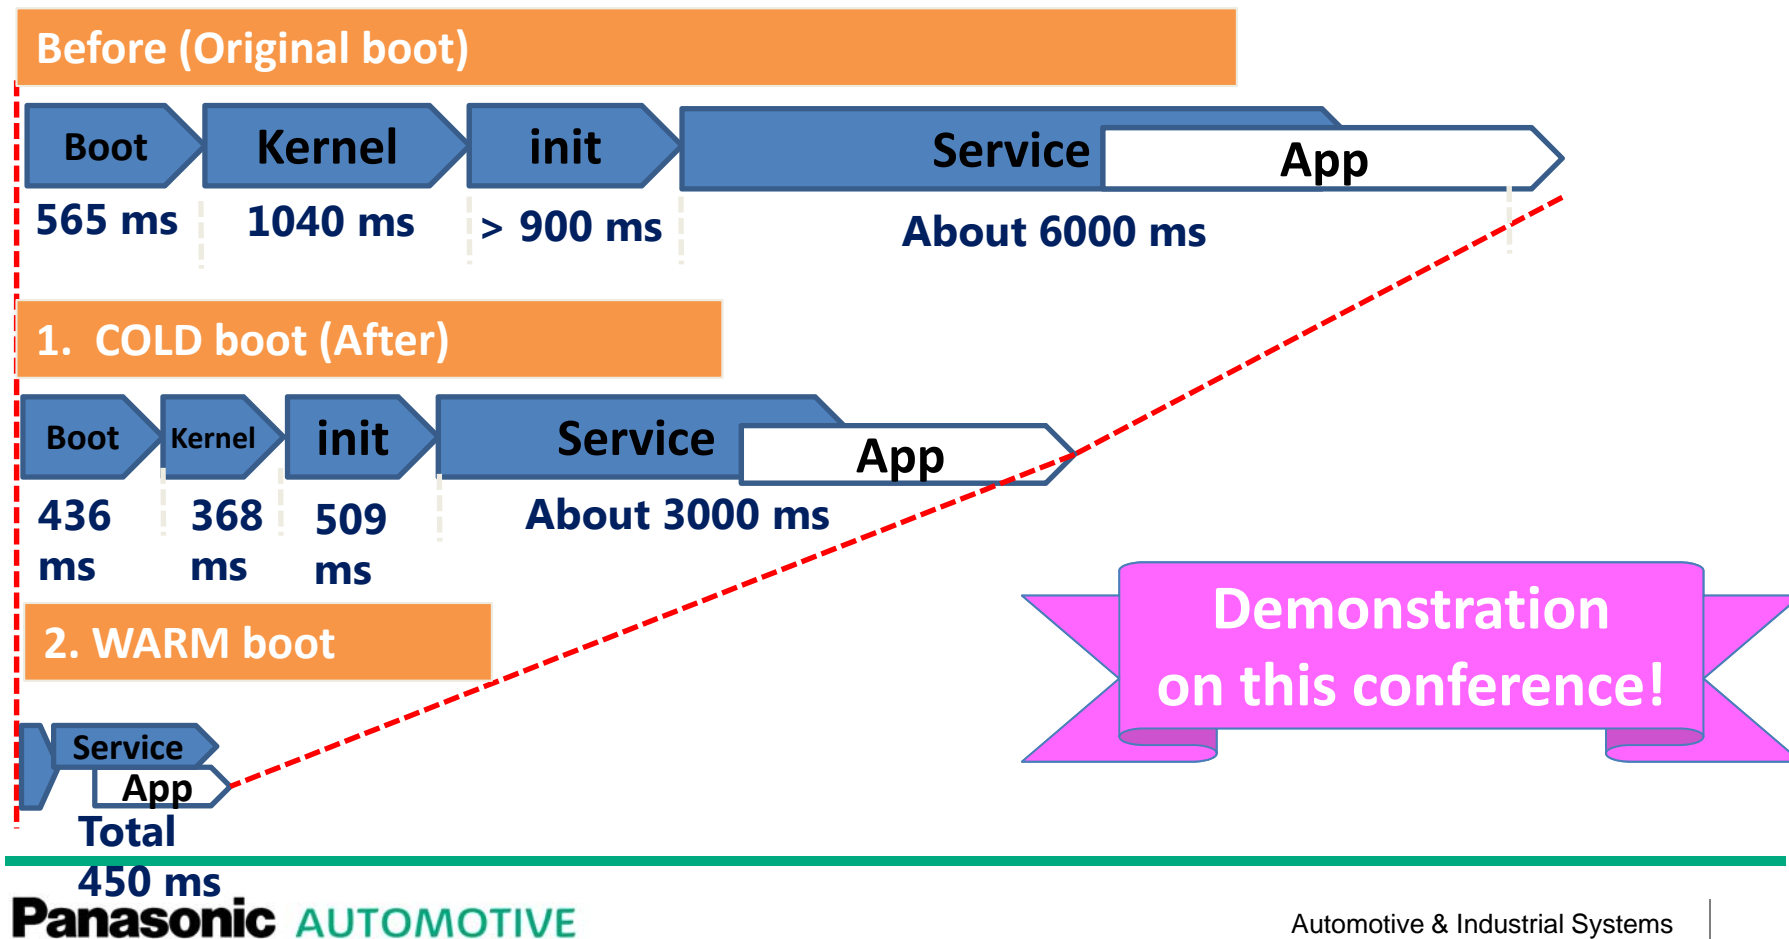 Before (Original boot)
Boot Kernel init Service App
565 ms 1040 ms > 900 ms About 6000 ms
1. COLD boot (After)
Boot Kernel init Service App
436 ms 368 ms 509 ms About 3000 ms
2. WARM boot
Service
App
Total
450 ms
Demonstration
on this conference!
Panasonic AUTOMOTIVE
Automotive & Industrial Systems